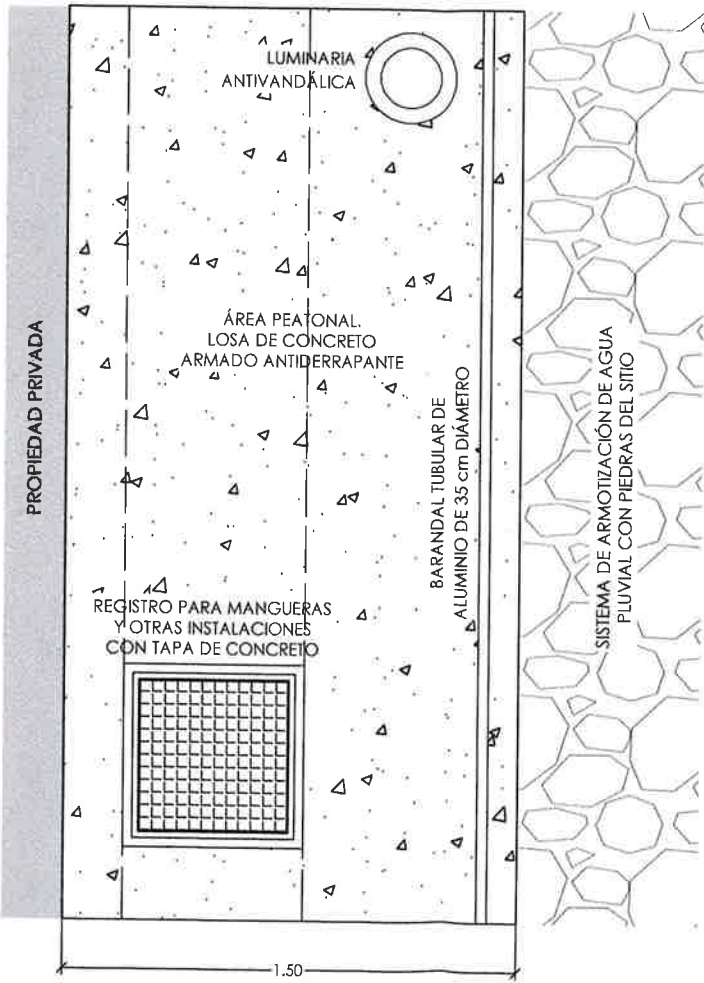 LUMINARIA
ANTIVANDÁLICA
ÁREA PEATONAL.
LOSA DE CONCRETO
ARMADO ANTIDERRAPANTE
PROPIEDAD PRIVADA
BARANDAL TUBULAR DE
ALUMINIO DE 35 cm DIÁMETRO
SISTEMA DE ARMOTIZACIÓN DE AGUA
PLUVIAL CON PIEDRAS DEL SITIO
REGISTRO PARA MANGUERAS
Y OTRAS INSTALACIONES
CON TAPA DE CONCRETO
1.50